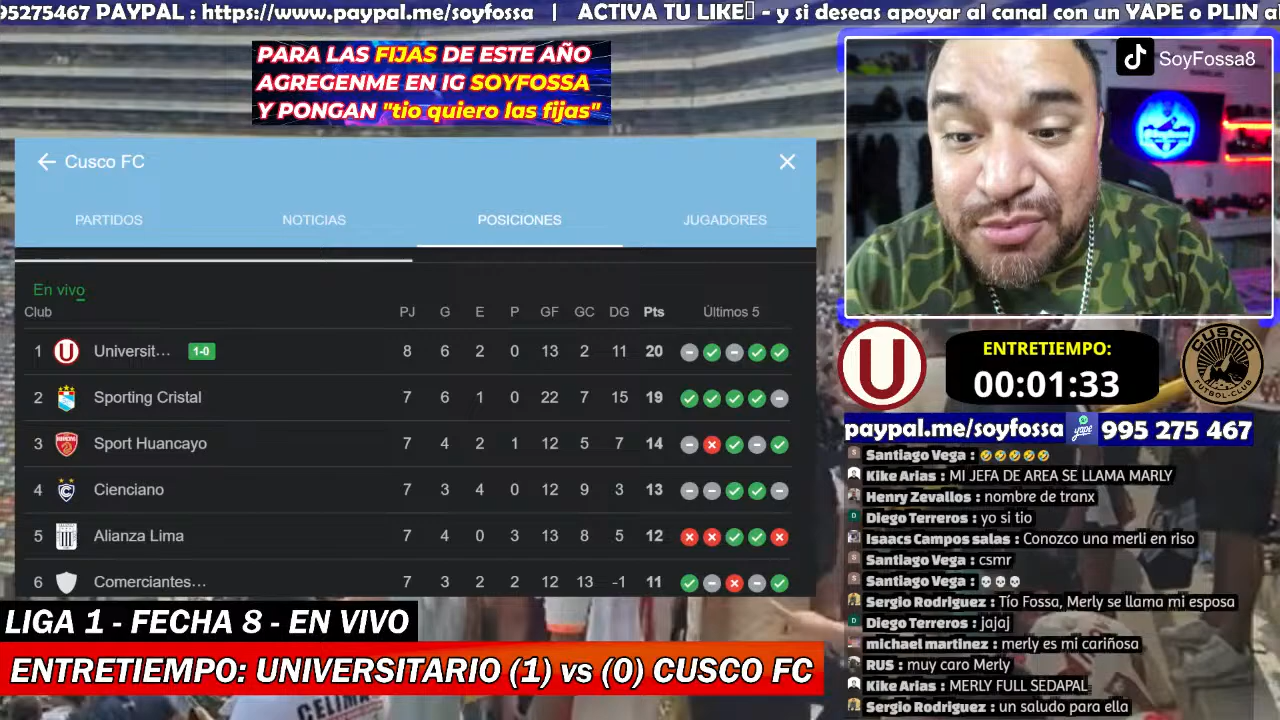 95275467 PAYPAL : https://www.paypal.me/soyfossa | ACTIVA TU LIKE - y si deseas apoyar al canal con un YAPE o PLIN al
PARA LAS FIJAS DE ESTE AÑO
AGREGENME EN IG SOYFOSSA
Y PONGAN "tio quiero las fijas"
SoyFossa8
Cusco FC
PARTIDOS NOTICIAS POSICIONES JUGADORES
En vivo
Club PJ G E P GF GC DG Pts Últimos 5
1 Universit... 1-0 8 6 2 0 13 2 11 20
2 Sporting Cristal 7 6 1 0 22 7 15 19
3 Sport Huancayo 7 4 2 1 12 5 7 14
4 Cienciano 7 3 4 0 12 9 3 13
5 Alianza Lima 7 4 0 3 13 8 5 12
6 Comerciantes... 7 3 2 2 12 13 -1 11
U
ENTRETIEMPO:
00:01:33
CUSCO
FUTBOL-CLUB
paypal.me/soyfossa yape 995 275 467
Santiago Vega : 🤣🤣🤣🤣🤣
Kike Arias : MI JEFA DE AREA SE LLAMA MARLY
Henry Zevallos : nombre de tranx
Diego Terreros : yo si tio
Isaacs Campos salas : Conozco una merli en riso
Santiago Vega : csmr
Santiago Vega : 💀💀💀
Sergio Rodriguez : Tío Fossa, Merly se llama mi esposa
Diego Terreros : jajaj
michael martinez : merly es mi cariñosa
RUS : muy caro Merly
Kike Arias : MERLY FULL SEDAPAL
Sergio Rodriguez : un saludo para ella
LIGA 1 - FECHA 8 - EN VIVO
ENTRETIEMPO: UNIVERSITARIO (1) vs (0) CUSCO FC